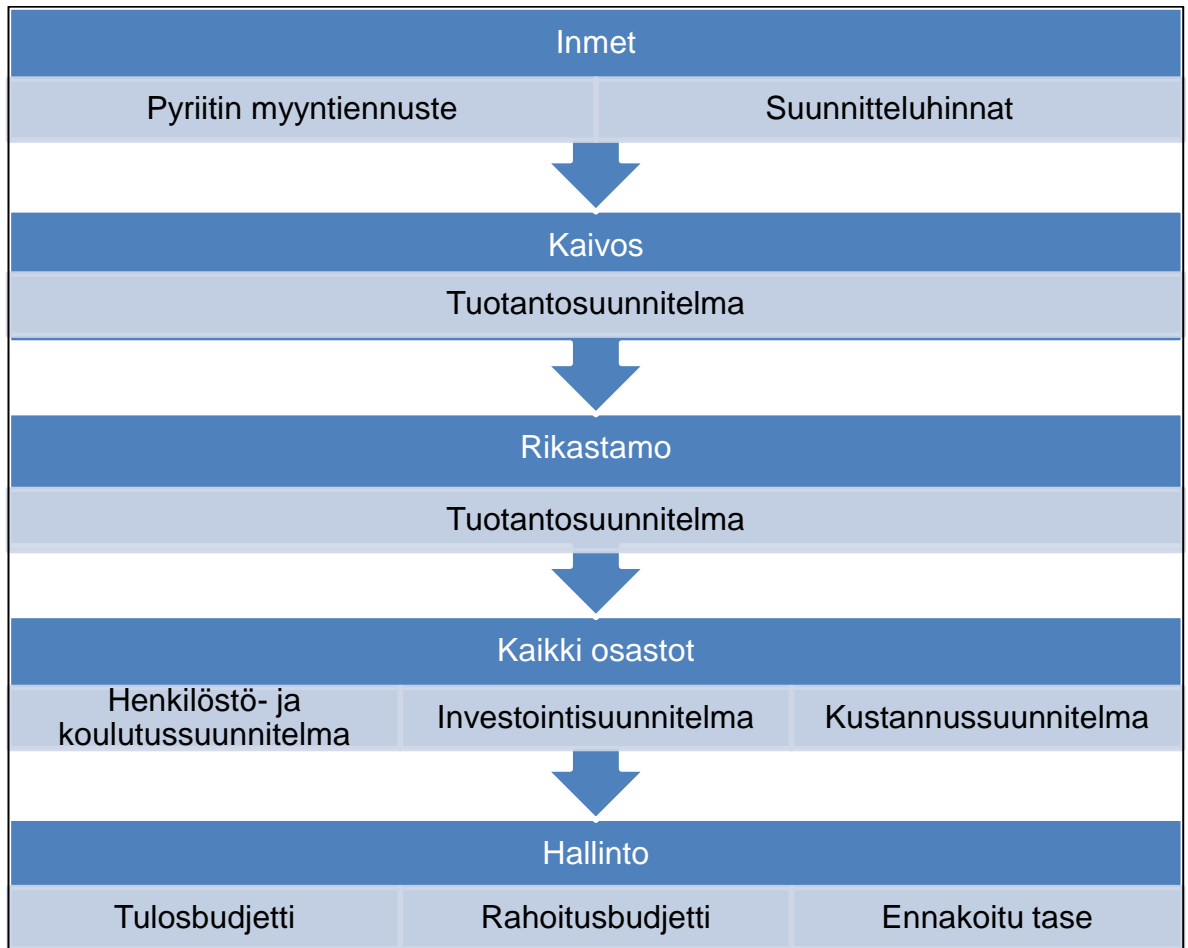 Inmet
Pyriitin myyntiennuste
Suunnitteluhinnat
Kaivos
Tuotantosuunnitelma
Rikastamo
Tuotantosuunnitelma
Kaikki osastot
Henkilöstö- ja
koulutussuunnitelma
Investointisuunnitelma
Kustannussuunnitelma
Hallinto
Tulosbudjetti
Rahoitusbudjetti
Ennakoitu tase